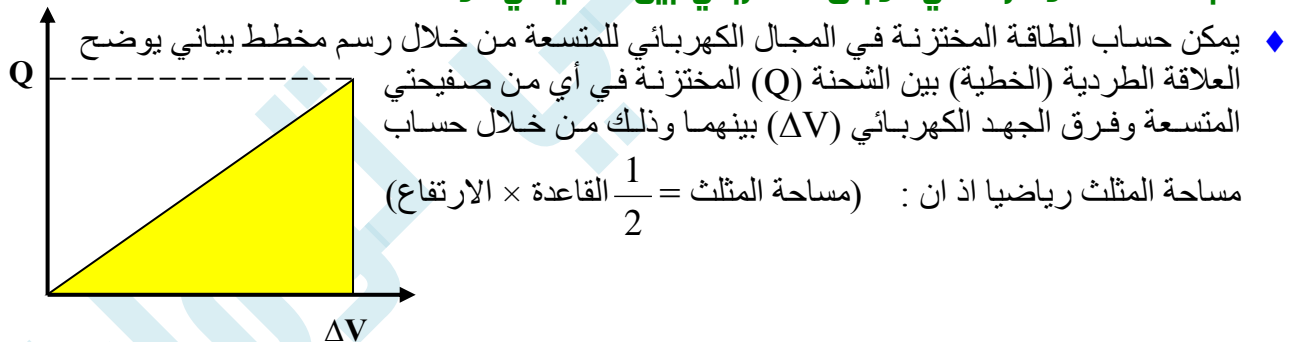 يمكن حساب الطاقة المختزنة في المجال الكهربائي للمتسعة من خلال رسم مخطط بياني يوضح
العلاقة الطردية (الخطية) بين الشحنة (Q) المختزنة في أي من صفيحتي
المتسعة وفرق الجهد الكهربائي (ΔV) بينهما وذلك من خلال حساب
مساحة المثلث رياضيا اذ ان : (مساحة المثلث = 1/2 القاعدة × الارتفاع)
Q
ΔV